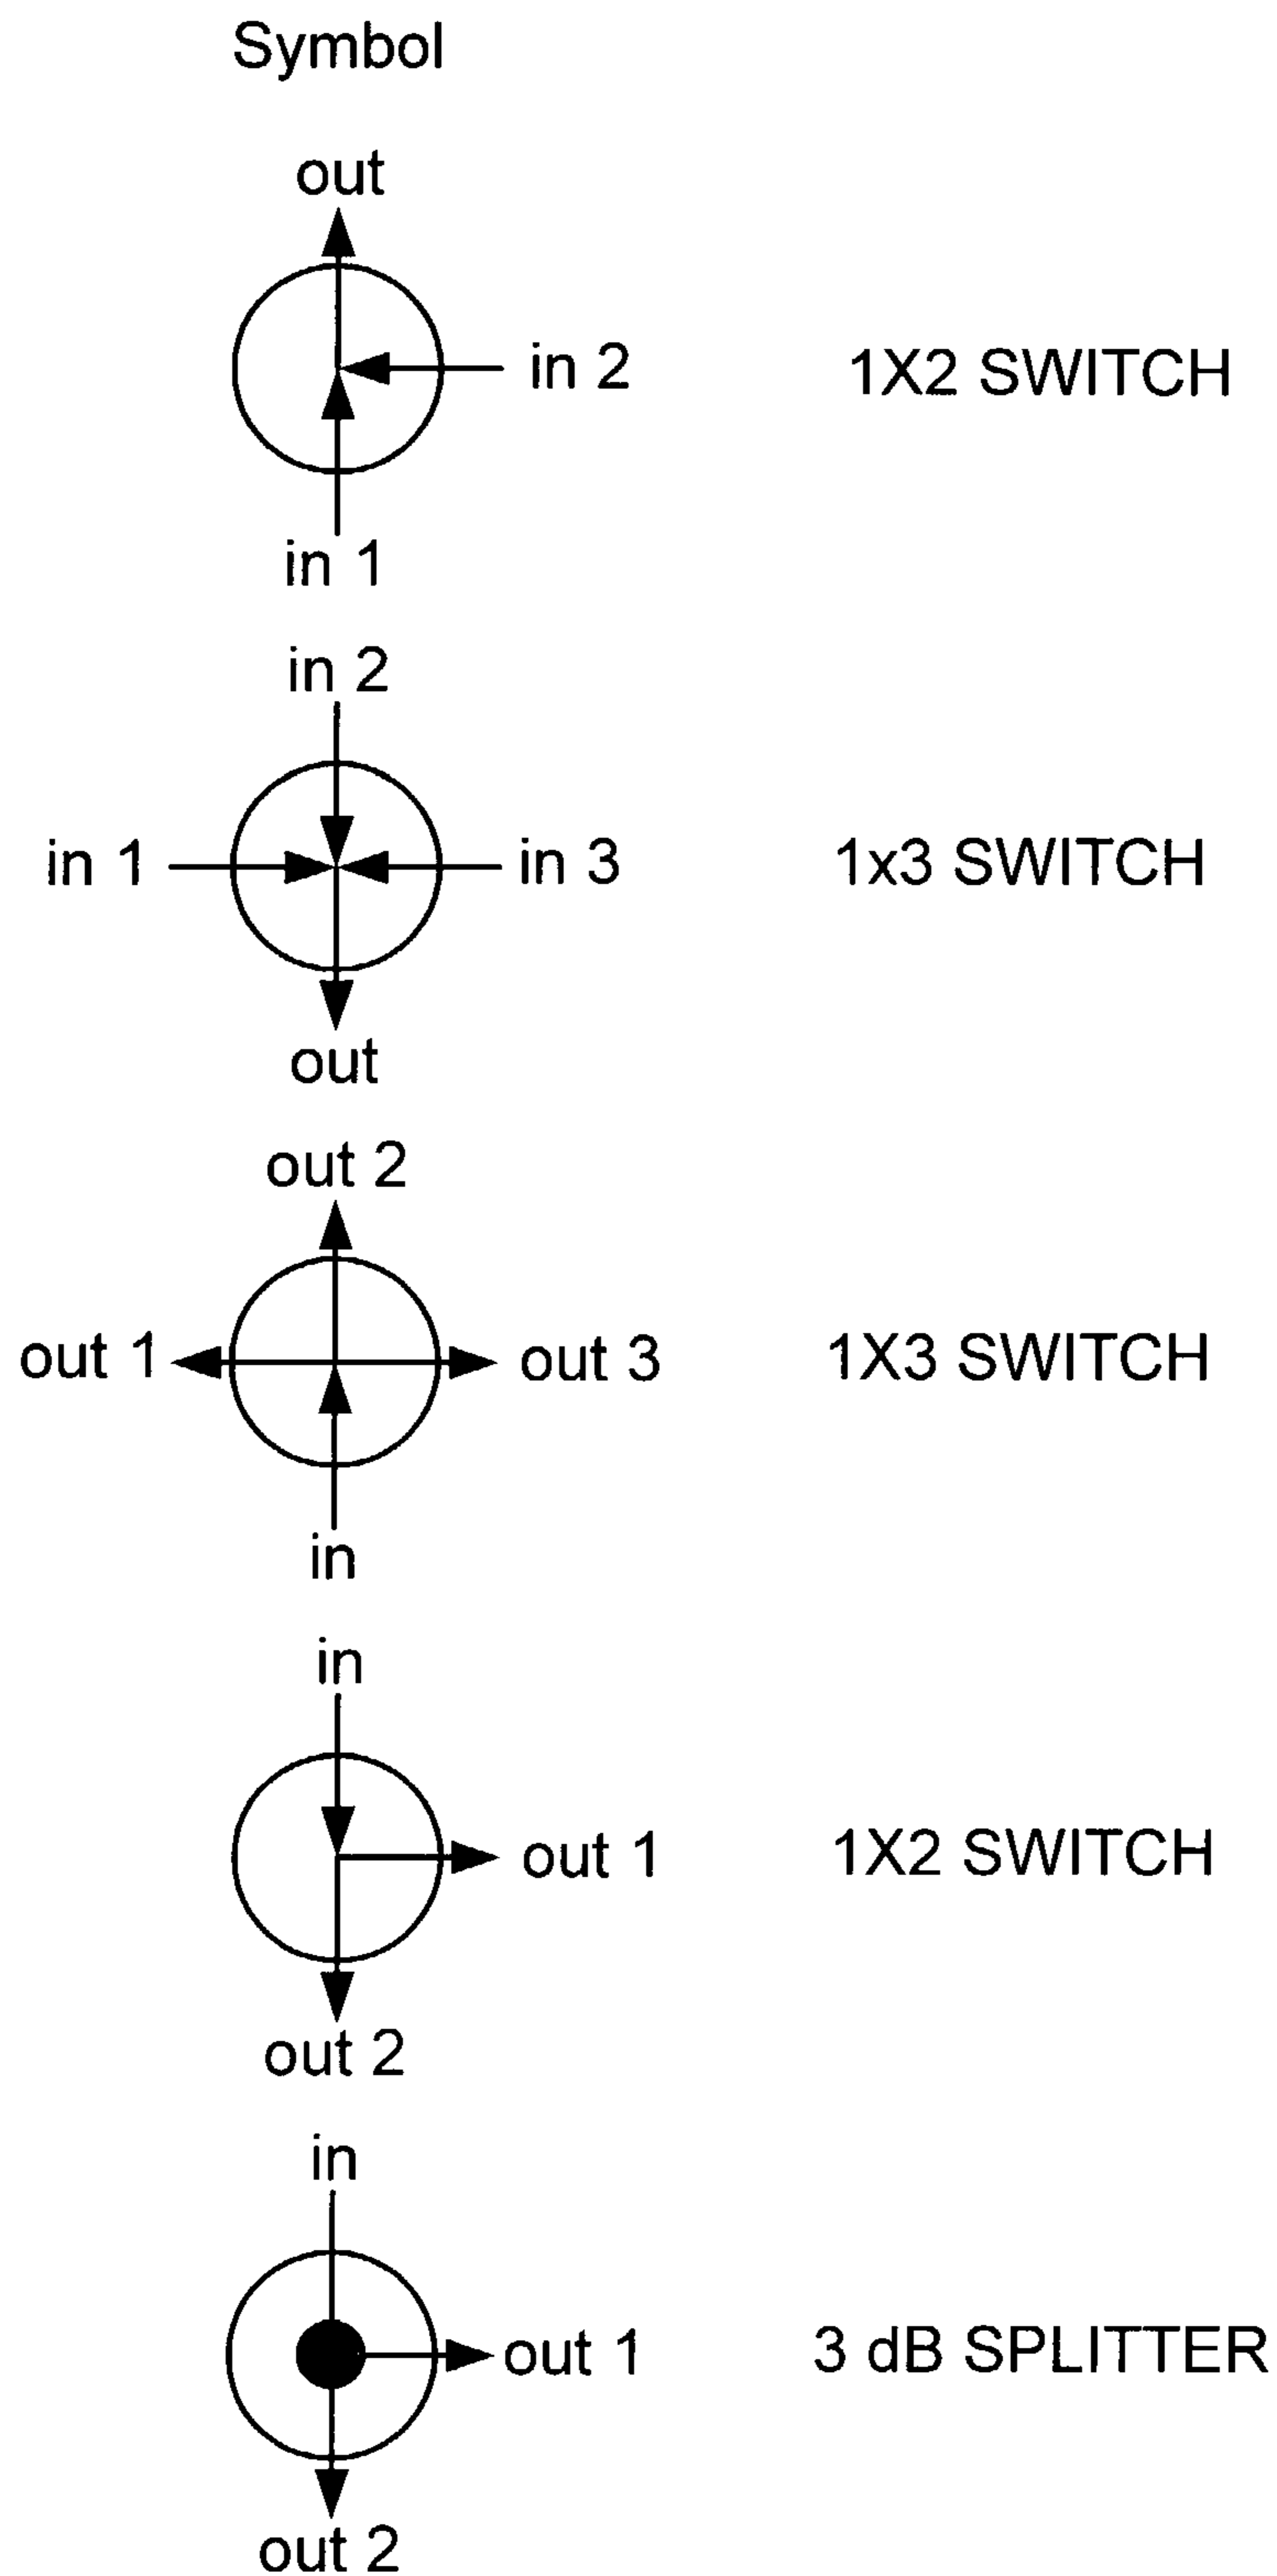 Symbol
out
in 2
1X2 SWITCH
in 1
in 2
in 1
in 3
1x3 SWITCH
out
out 2
out 1
out 3
1X3 SWITCH
in
in
out 1
1X2 SWITCH
out 2
in
out 1
3 dB SPLITTER
out 2